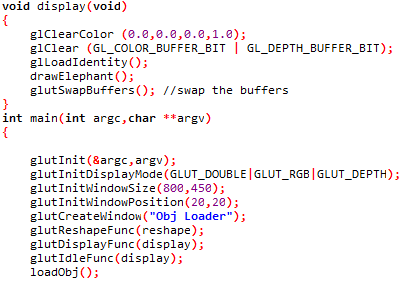 void display(void)
{
    glClearColor (0.0,0.0,0.0,1.0);
    glClear (GL_COLOR_BUFFER_BIT | GL_DEPTH_BUFFER_BIT);
    glLoadIdentity();
    drawElephant();
    glutSwapBuffers(); //swap the buffers
}
int main(int argc,char **argv)
{
    glutInit(&argc,argv);
    glutInitDisplayMode(GLUT_DOUBLE|GLUT_RGB|GLUT_DEPTH);
    glutInitWindowSize(800,450);
    glutInitWindowPosition(20,20);
    glutCreateWindow("Obj Loader");
    glutReshapeFunc(reshape);
    glutDisplayFunc(display);
    glutIdleFunc(display);
    loadObj();